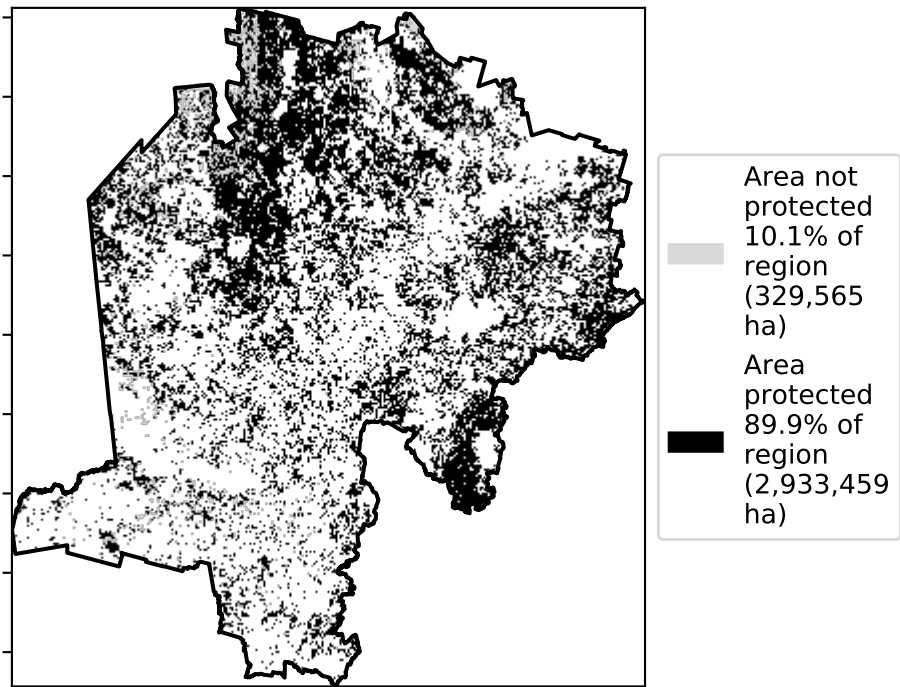 Area not
protected
10.1% of
region
(329,565
ha)
Area
protected
89.9% of
region
(2,933,459
ha)